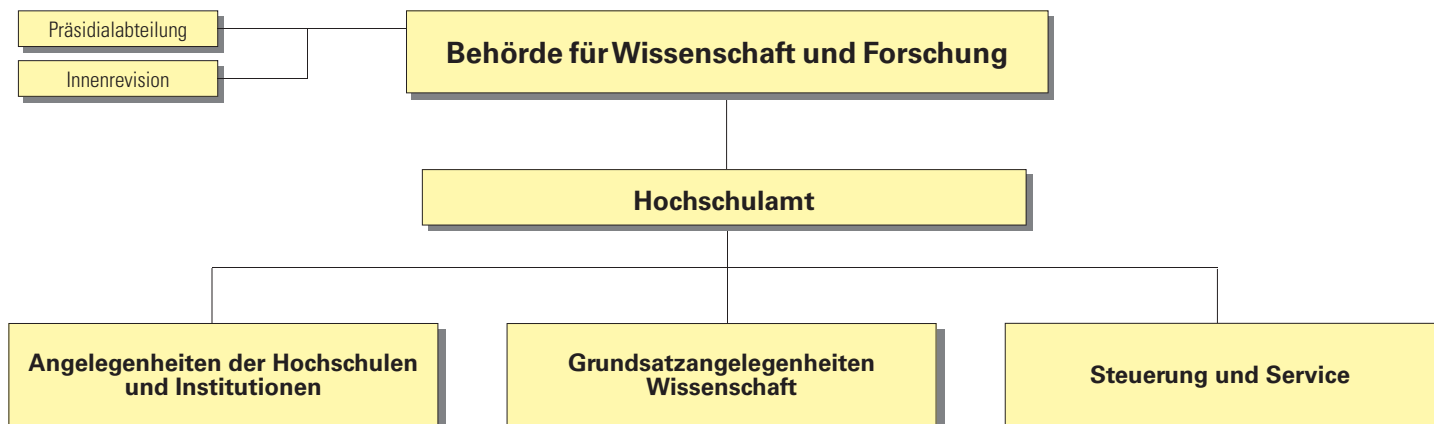 Präsidialabteilung
Innenrevision
Behörde für Wissenschaft und Forschung
Hochschulamt
Angelegenheiten der Hochschulen
und Institutionen
Grundsatzangelegenheiten
Wissenschaft
Steuerung und Service